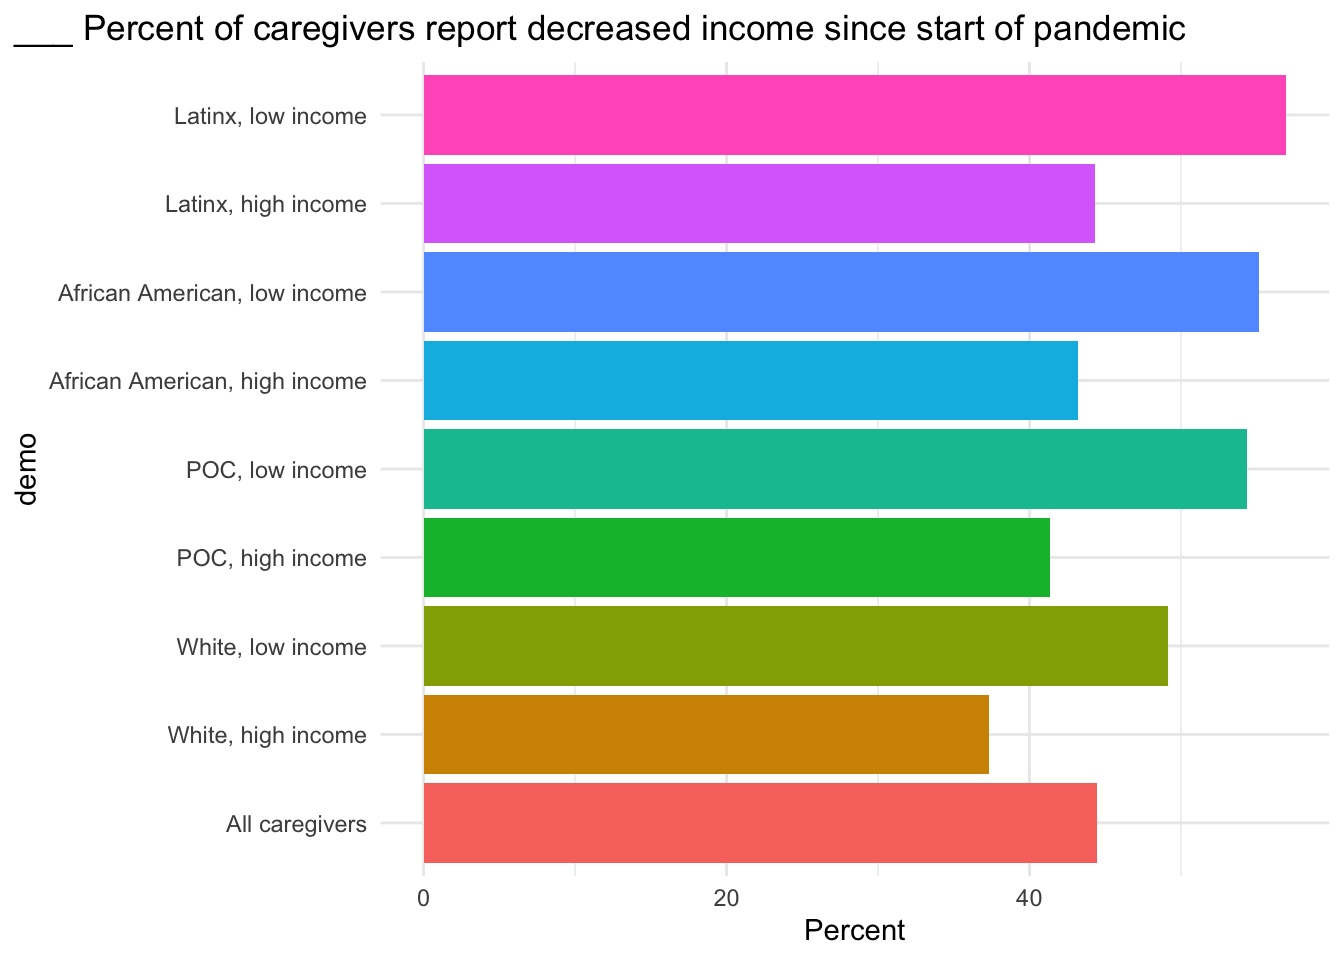 ___ Percent of caregivers report decreased income since start of pandemic
Latinx, low income
Latinx, high income
African American, low income
African American, high income
POC, low income
POC, high income
White, low income
White, high income
All caregivers
demo
0 20 40
Percent